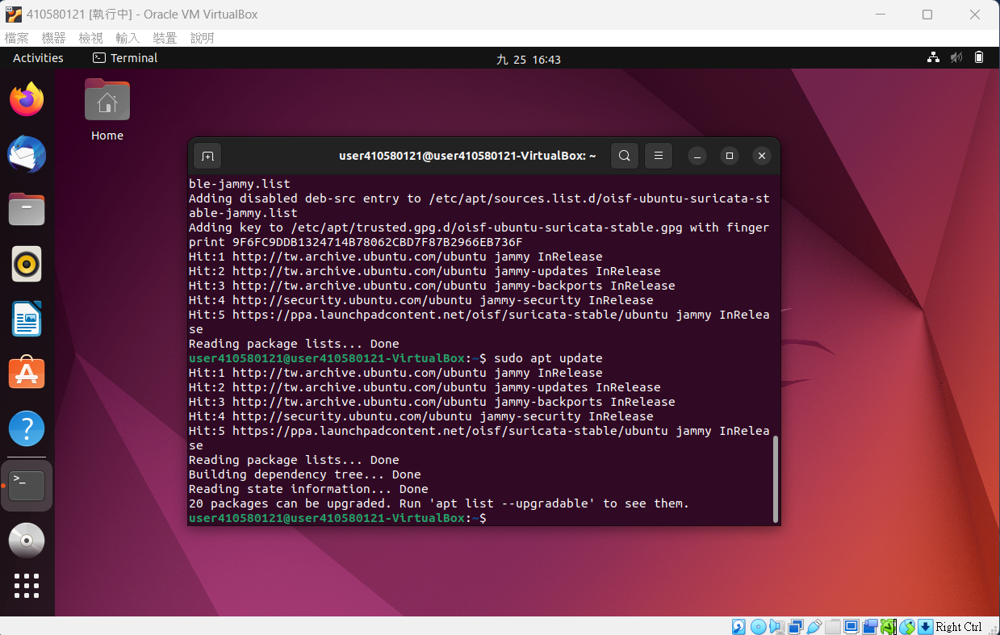 410580121 [執行中] - Oracle VM VirtualBox
檔案 機器 檢視 輸入 裝置 說明
Activities Terminal 九 25 16:43
Home
user410580121@user410580121-VirtualBox: ~
ble-jammy.list
Adding disabled deb-src entry to /etc/apt/sources.list.d/oisf-ubuntu-suricata-st
able-jammy.list
Adding key to /etc/apt/trusted.gpg.d/oisf-ubuntu-suricata-stable.gpg with finger
print 9F6FC9DDB1324714B78062CBD7F87B2966EB736F
Hit:1 http://tw.archive.ubuntu.com/ubuntu jammy InRelease
Hit:2 http://tw.archive.ubuntu.com/ubuntu jammy-updates InRelease
Hit:3 http://tw.archive.ubuntu.com/ubuntu jammy-backports InRelease
Hit:4 http://security.ubuntu.com/ubuntu jammy-security InRelease
Hit:5 https://ppa.launchpadcontent.net/oisf/suricata-stable/ubuntu jammy InRelea
se
Reading package lists... Done
user410580121@user410580121-VirtualBox:~$ sudo apt update
Hit:1 http://tw.archive.ubuntu.com/ubuntu jammy InRelease
Hit:2 http://tw.archive.ubuntu.com/ubuntu jammy-updates InRelease
Hit:3 http://tw.archive.ubuntu.com/ubuntu jammy-backports InRelease
Hit:4 http://security.ubuntu.com/ubuntu jammy-security InRelease
Hit:5 https://ppa.launchpadcontent.net/oisf/suricata-stable/ubuntu jammy InRelea
se
Reading package lists... Done
Building dependency tree... Done
Reading state information... Done
20 packages can be upgraded. Run 'apt list --upgradable' to see them.
user410580121@user410580121-VirtualBox:~$
Right Ctrl